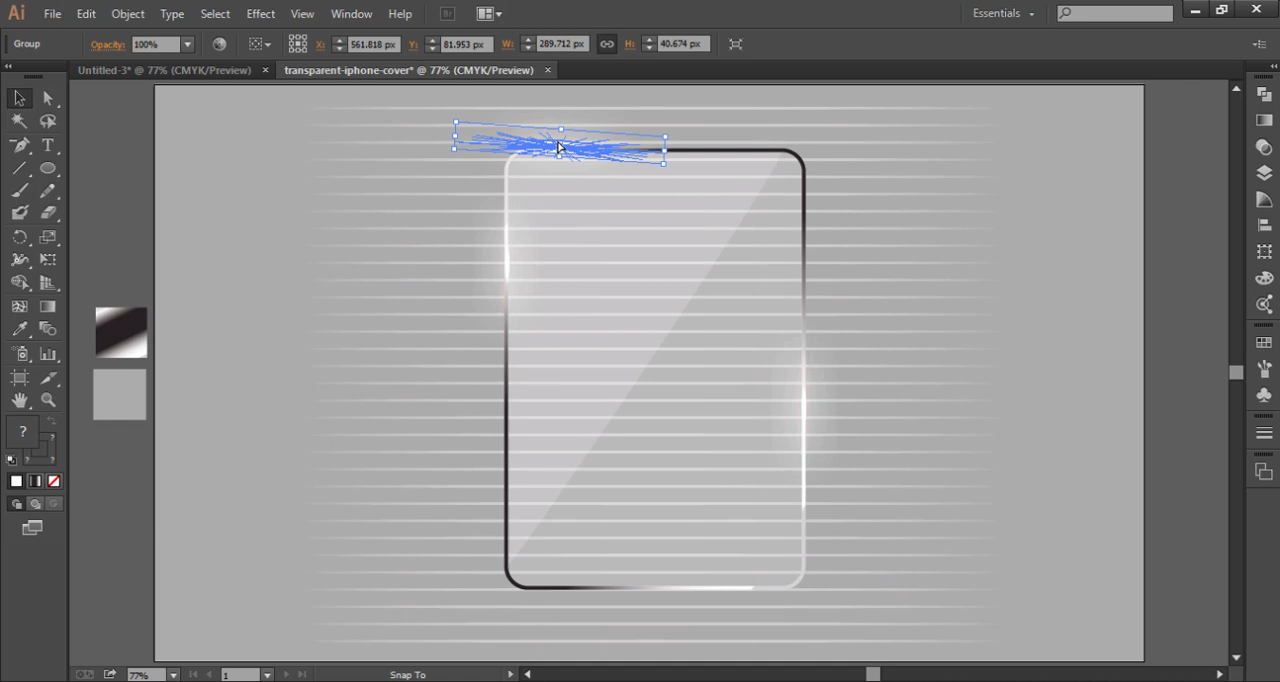 Ai File Edit Object Type Select Effect View Window Help Br Essentials
Group Opacity: 100% X: 561.818 px Y: 81.953 px W: 289.712 px H: 40.674 px
Untitled-3* @ 77% (CMYK/Preview) × transparent-iphone-cover* @ 77% (CMYK/Preview) ×
T
?
?
? ?
77% 1 Snap To